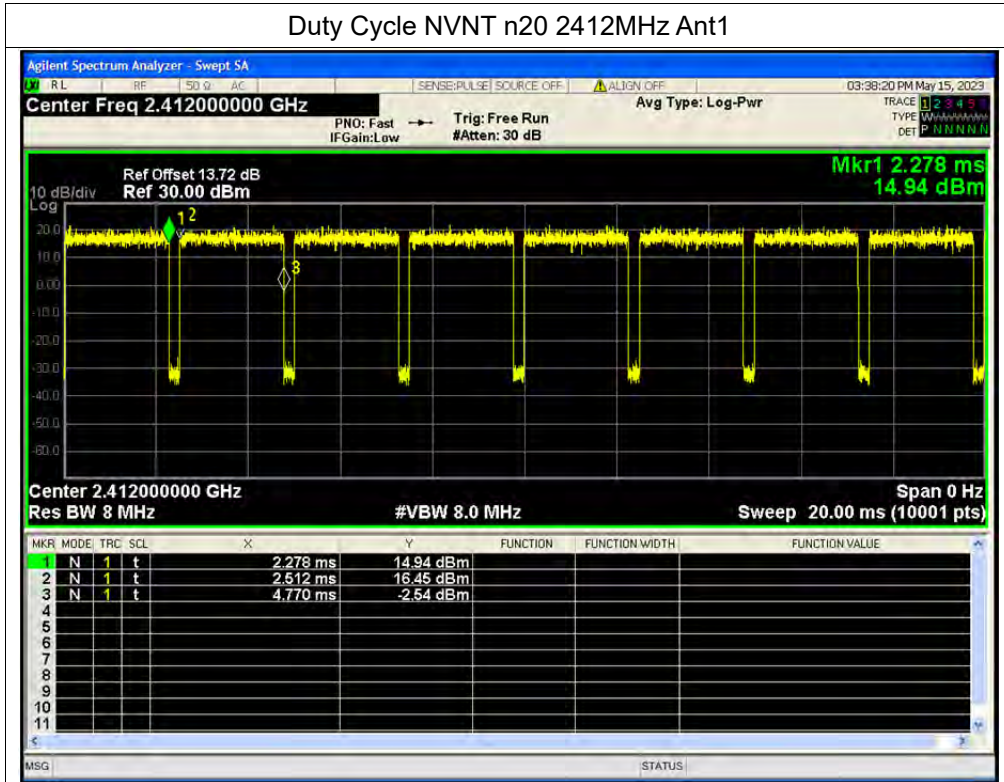 Duty Cycle NVNT n20 2412MHz Ant1
Agilent Spectrum Analyzer - Swept SA
RL RF 50 Ω AC SENSE:PULSE SOURCE OFF ALIGN OFF 03:38:20 PM May 15, 2023
Center Freq 2.412000000 GHz Avg Type: Log-Pwr TRACE 1 2 3 4 5 6
PNO: Fast Trig: Free Run TYPE W
IFGain:Low #Atten: 30 dB DET P N N N N N
Mkr1 2.278 ms
Ref Offset 13.72 dB
10 dB/div Ref 30.00 dBm 14.94 dBm
Log
1 2
20.0
10.0
3
0.00
-10.0
-20.0
-30.0
-40.0
-50.0
-60.0
Center 2.412000000 GHz Span 0 Hz
Res BW 8 MHz #VBW 8.0 MHz Sweep 20.00 ms (10001 pts)
MKR MODE TRC SCL X Y FUNCTION FUNCTION WIDTH FUNCTION VALUE
1 N 1 t 2.278 ms 14.94 dBm
2 N 1 t 2.512 ms 16.45 dBm
3 N 1 t 4.770 ms -2.54 dBm
4
5
6
7
8
9
10
11
MSG STATUS